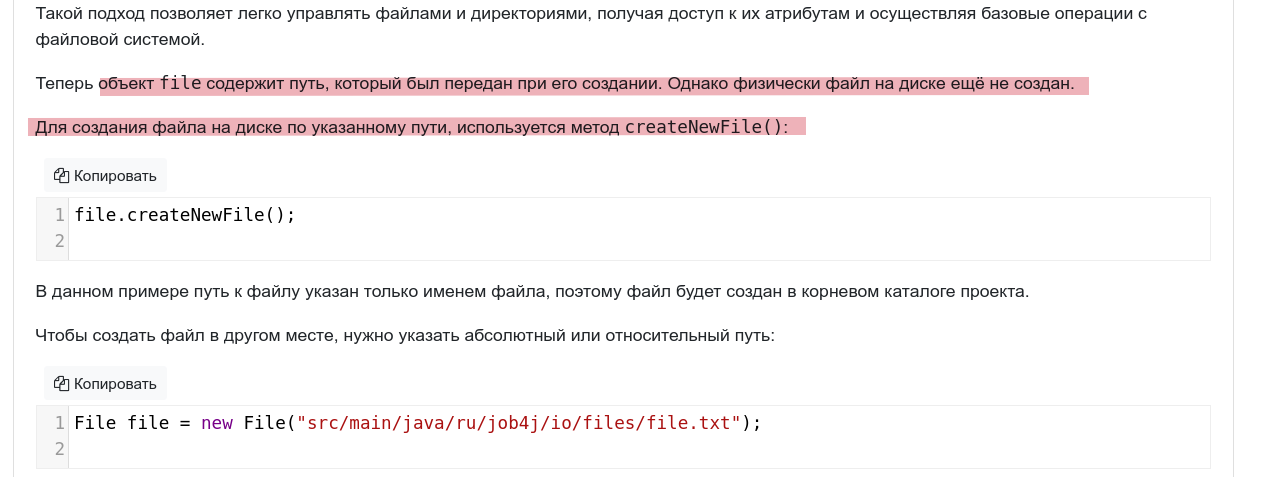 Такой подход позволяет легко управлять файлами и директориями, получая доступ к их атрибутам и осуществляя базовые операции с
файловой системой.
Теперь объект file содержит путь, который был передан при его создании. Однако физически файл на диске ещё не создан.
Для создания файла на диске по указанному пути, используется метод createNewFile():
Копировать
1 file.createNewFile();
2
В данном примере путь к файлу указан только именем файла, поэтому файл будет создан в корневом каталоге проекта.
Чтобы создать файл в другом месте, нужно указать абсолютный или относительный путь:
Копировать
1 File file = new File("src/main/java/ru/job4j/io/files/file.txt");
2